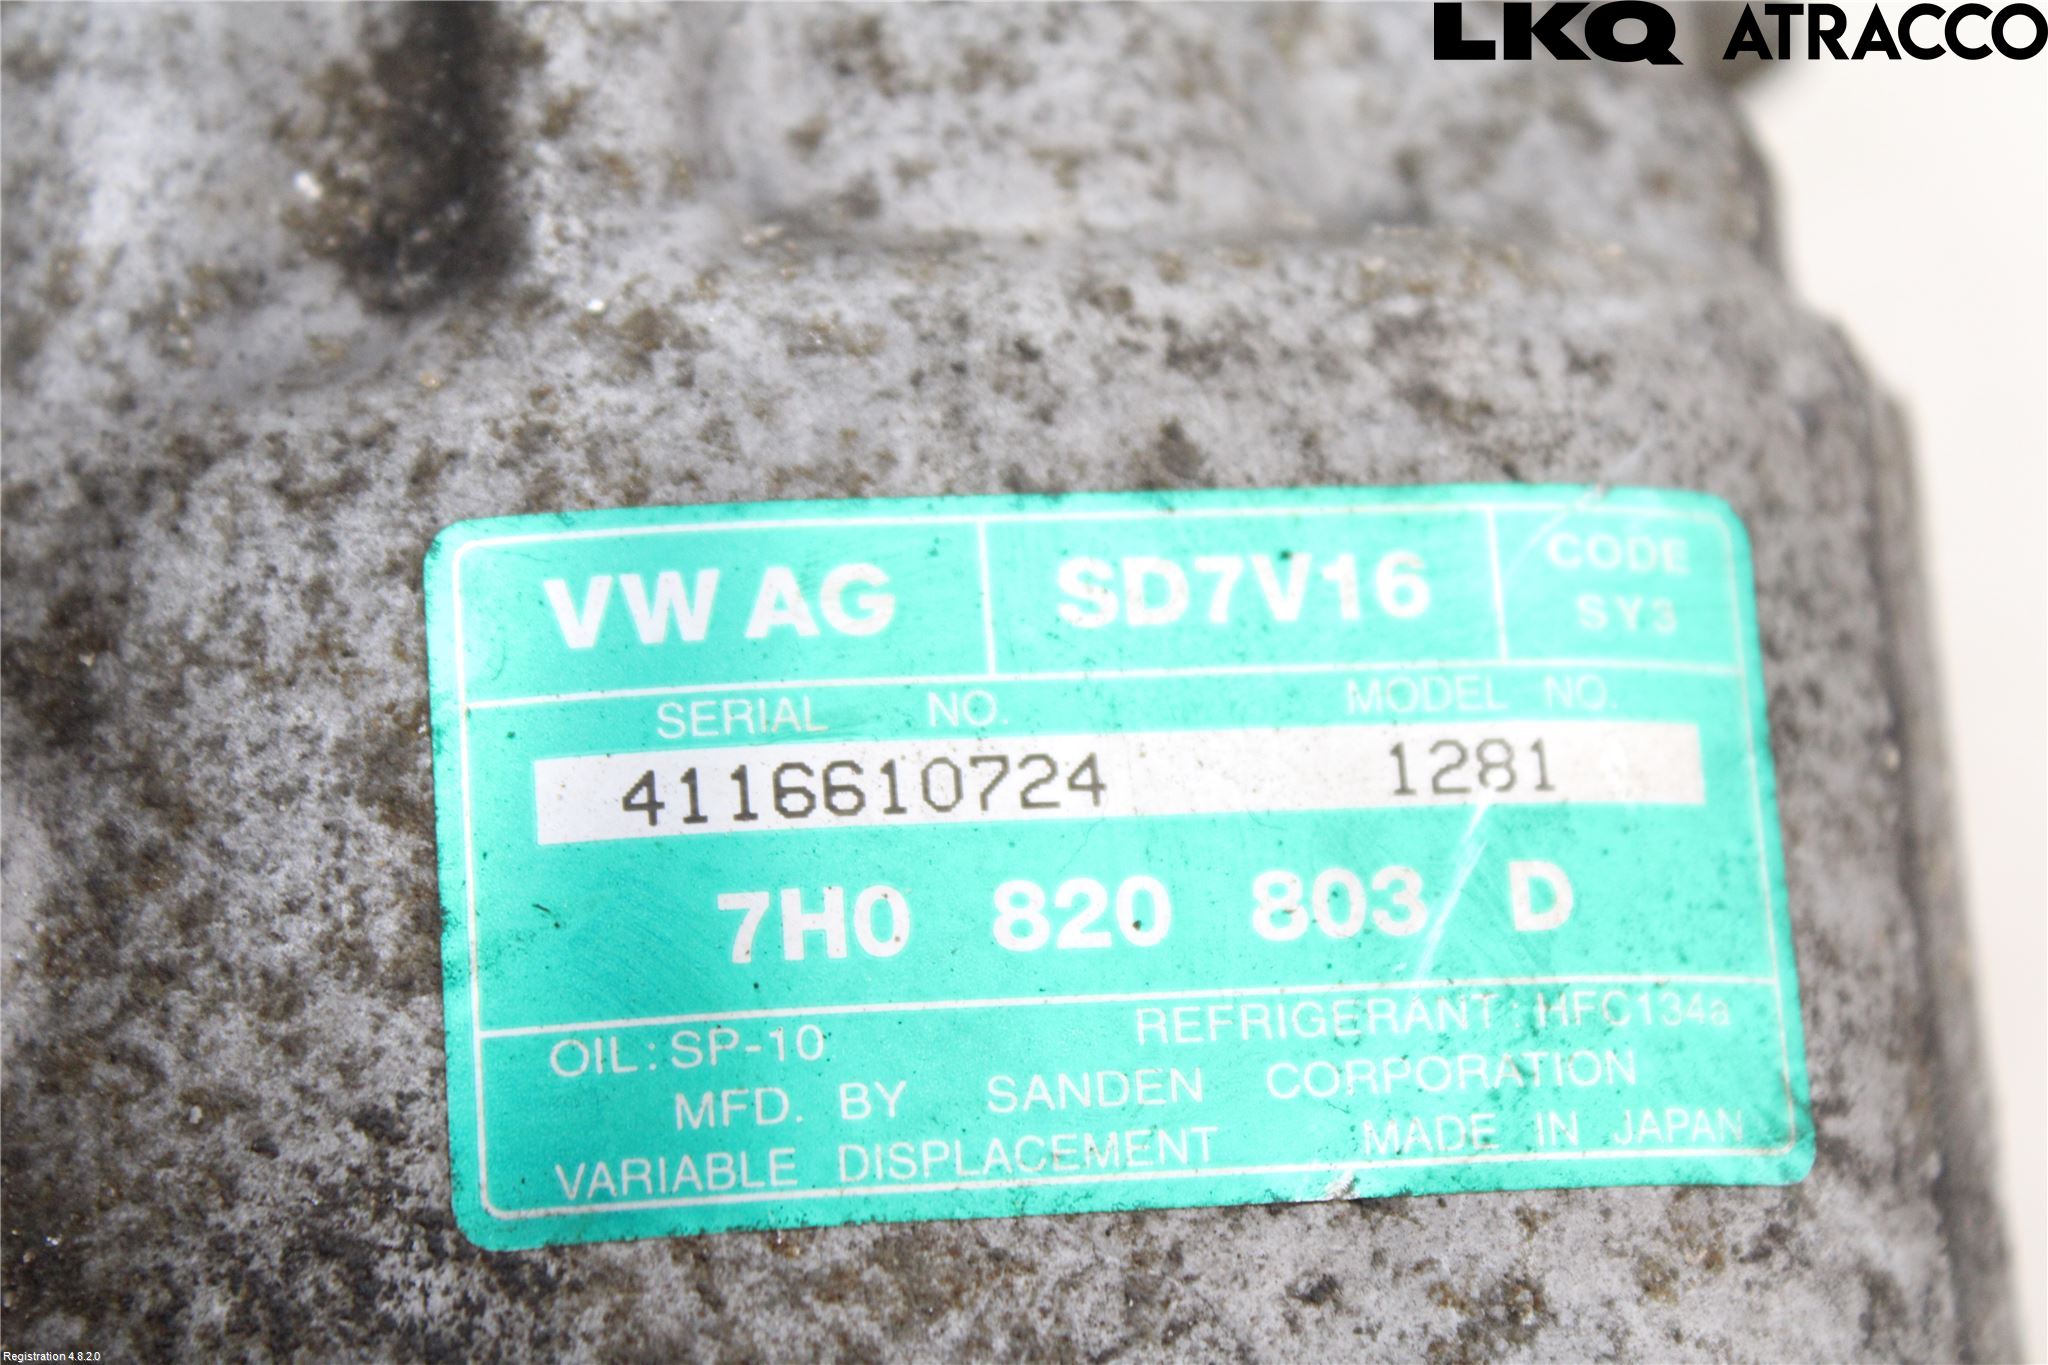 LKQ ATRACCO
VW AG SD7V16 CODE
SY3
SERIAL NO. MODEL NO.
4116610724 1281
7H0 820 803 D
OIL: SP-10 REFRIGERANT: HFC134a
MFD. BY SANDEN CORPORATION
VARIABLE DISPLACEMENT MADE IN JAPAN
Registration 4.8.2.0